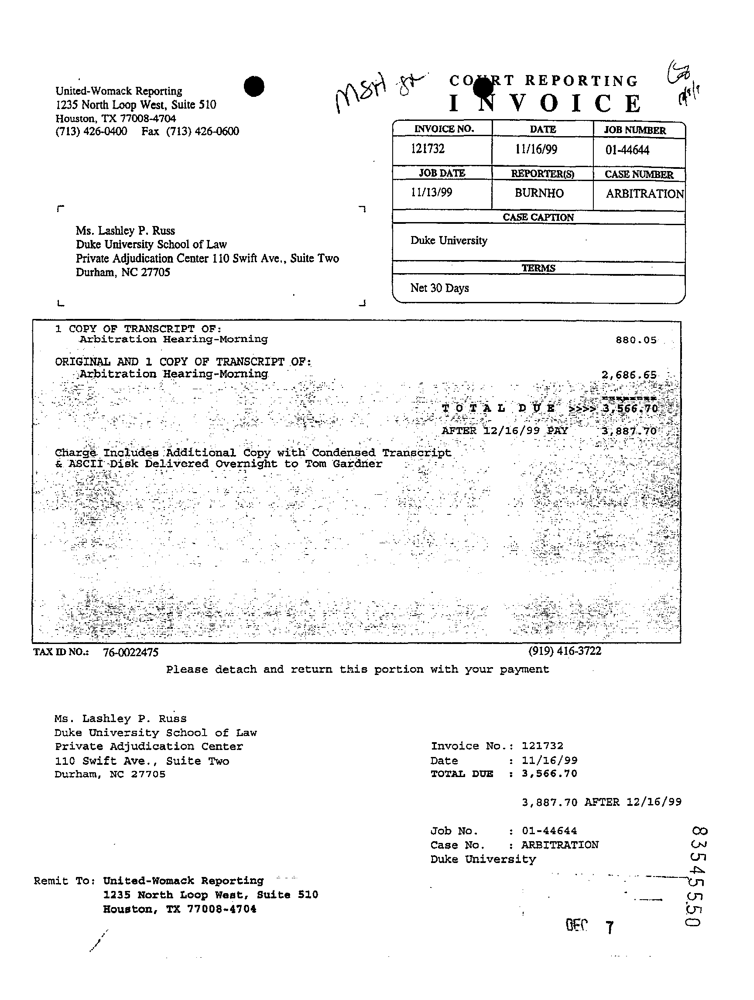 United-Womack Reporting
1235 North Loop West, Suite 510
Houston, TX 77008-4704
(713) 426-0400 Fax (713) 426-0600
MSH
COURT REPORTING
INVOICE
INVOICE NO. DATE JOB NUMBER
121732 11/16/99 01-44644
JOB DATE REPORTER(S) CASE NUMBER
11/13/99 BURNHO ARBITRATION
CASE CAPTION
Duke University
TERMS
Net 30 Days
Ms. Lashley P. Russ
Duke University School of Law
Private Adjudication Center 110 Swift Ave., Suite Two
Durham, NC 27705
1 COPY OF TRANSCRIPT OF:
Arbitration Hearing-Morning 880.05
ORIGINAL AND 1 COPY OF TRANSCRIPT OF:
Arbitration Hearing-Morning 2,686.65
TOTAL DUE >>>> 3,566.70
AFTER 12/16/99 PAY 3,887.70
Charge Includes Additional Copy with Condensed Transcript
& ASCII Disk Delivered Overnight to Tom Gardner
TAX ID NO.: 76-0022475 (919) 416-3722
Please detach and return this portion with your payment
Ms. Lashley P. Russ
Duke University School of Law
Private Adjudication Center
110 Swift Ave., Suite Two
Durham, NC 27705
Invoice No.: 121732
Date : 11/16/99
TOTAL DUE : 3,566.70
3,887.70 AFTER 12/16/99
Job No. : 01-44644
Case No. : ARBITRATION
Duke University
Remit To: United-Womack Reporting
1235 North Loop West, Suite 510
Houston, TX 77008-4704
DEC 7
83545550